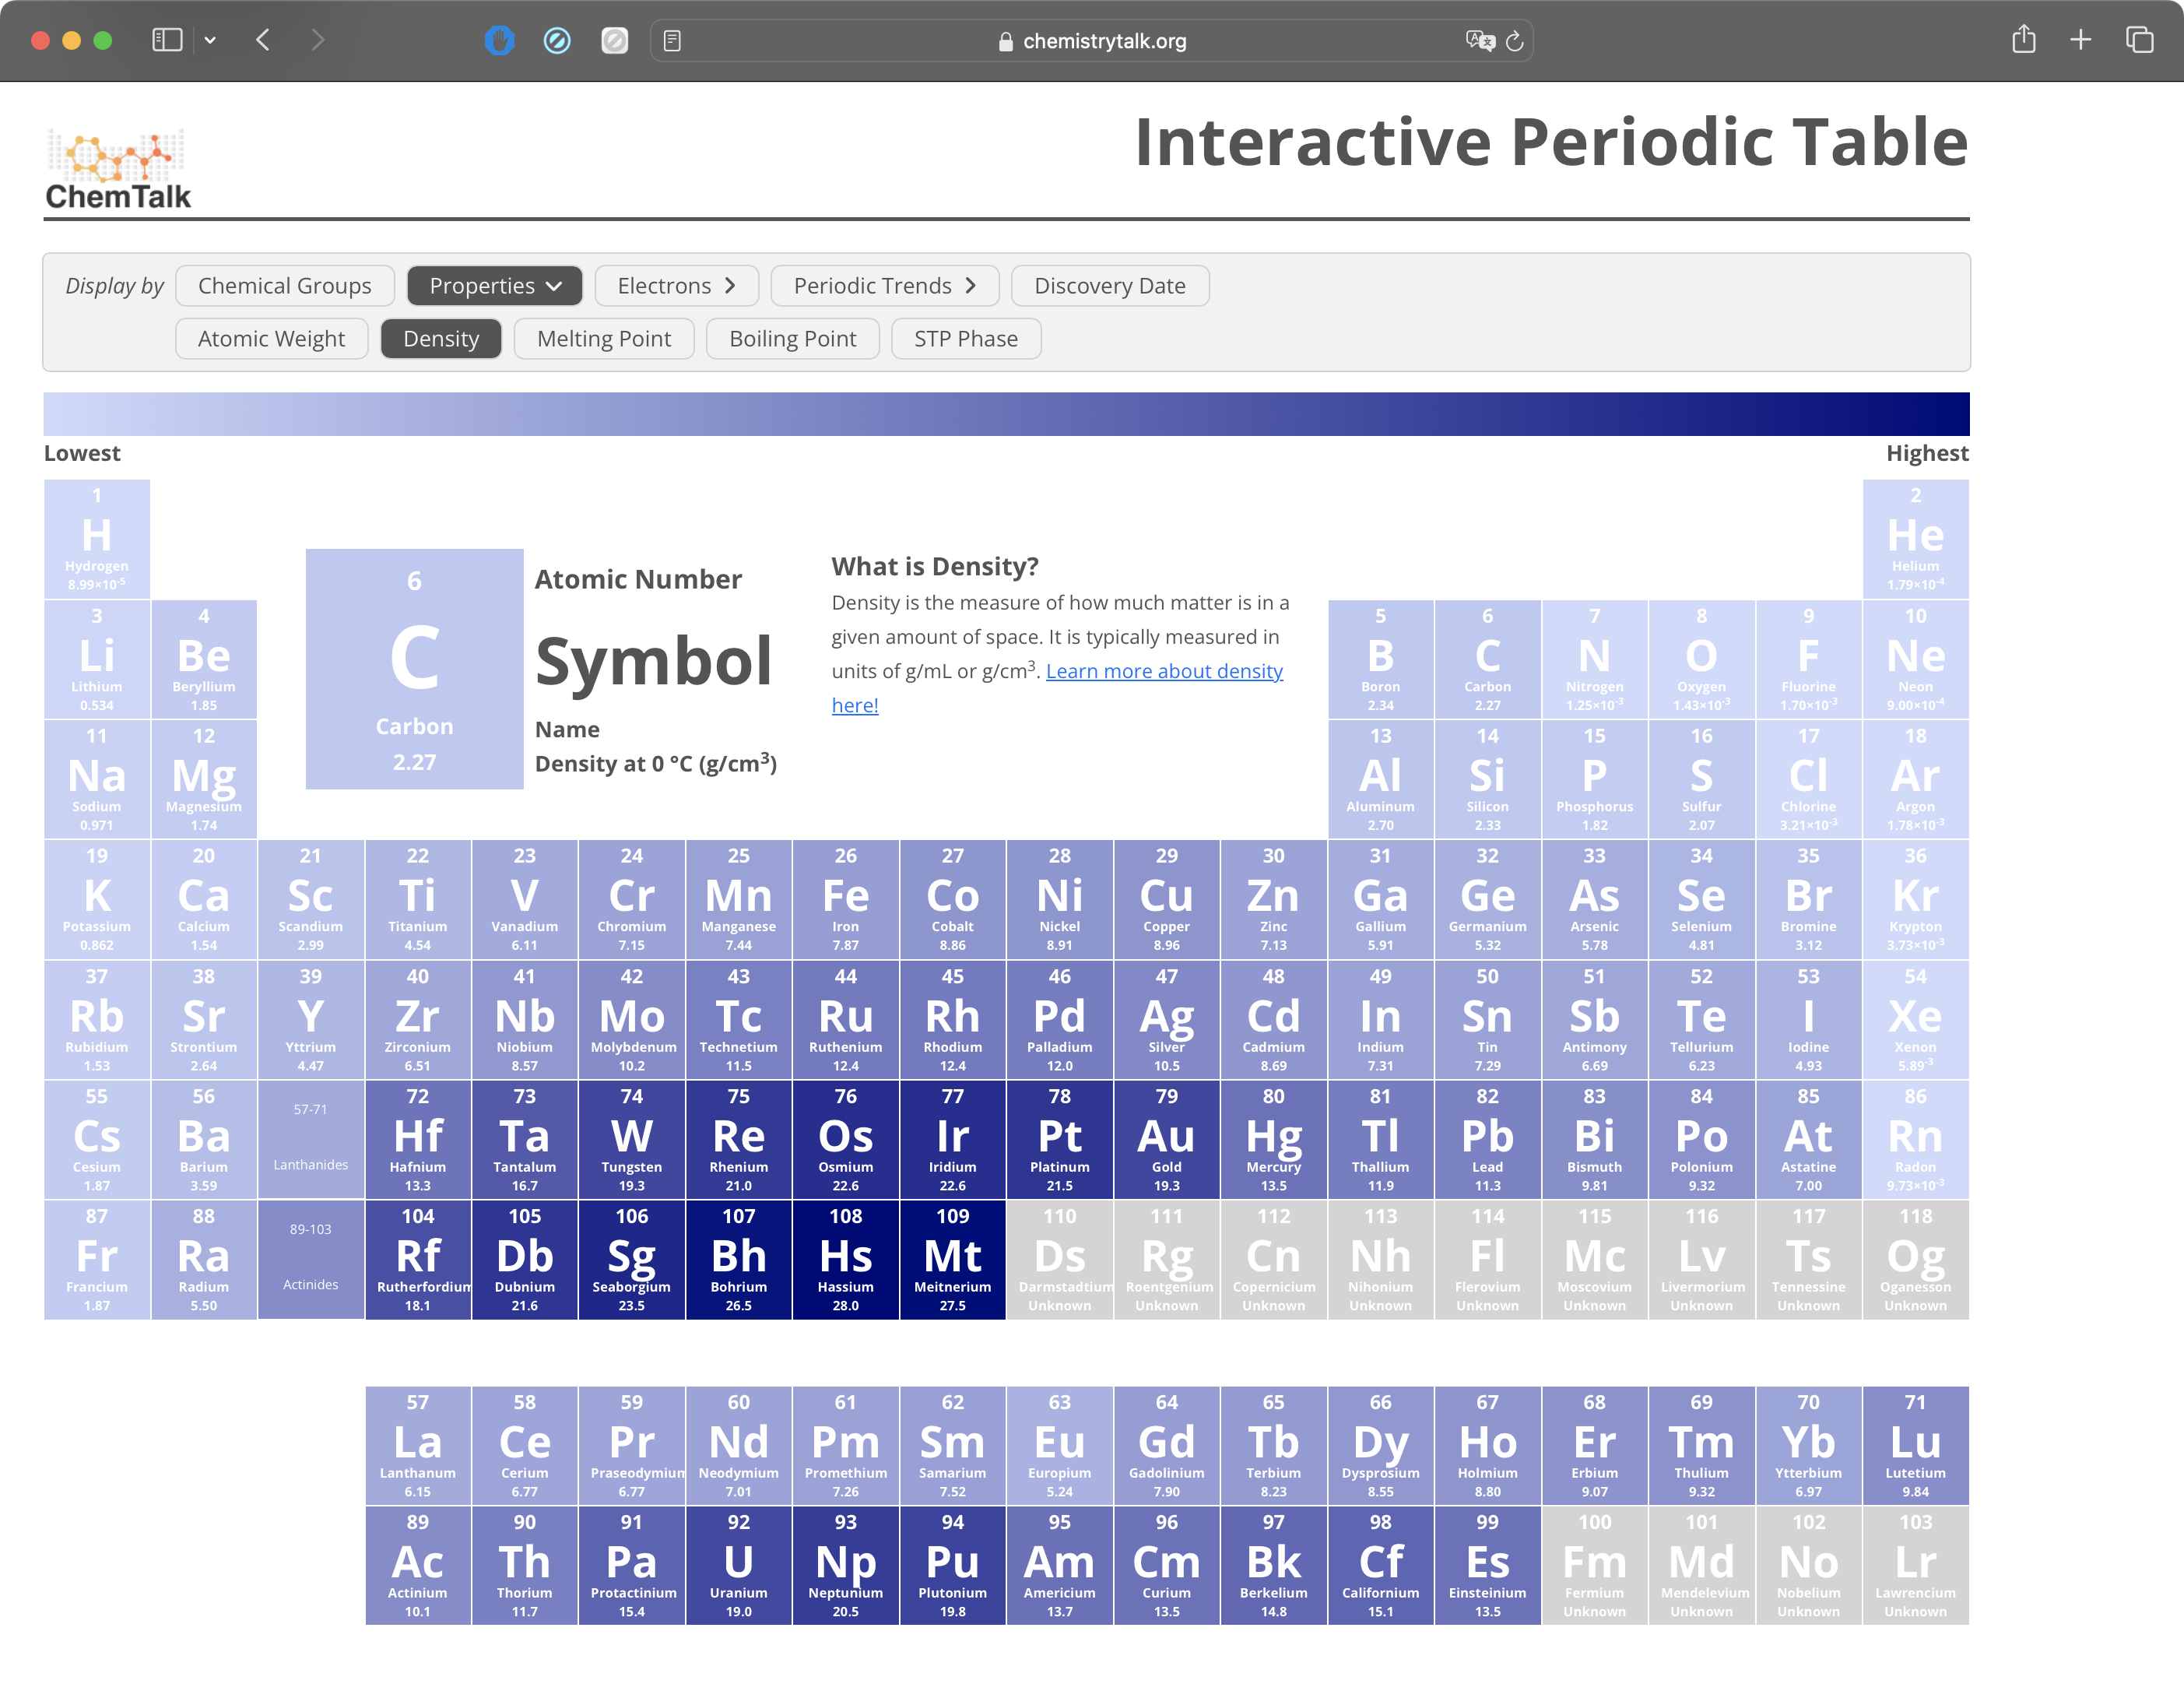 chemistrytalk.org
ChemTalk
Interactive Periodic Table
Display by Chemical Groups Properties Electrons Periodic Trends Discovery Date
Atomic Weight Density Melting Point Boiling Point STP Phase
Lowest Highest
1 2
H He
Hydrogen Helium
8.99×10⁻⁵ 1.79×10⁻⁴
6
C
Carbon
2.27
Atomic Number
Symbol
Name
Density at 0 °C (g/cm³)
What is Density?
Density is the measure of how much matter is in a
given amount of space. It is typically measured in
units of g/mL or g/cm³. Learn more about density
here!
3 4 5 6 7 8 9 10
Li Be B C N O F Ne
Lithium Beryllium Boron Carbon Nitrogen Oxygen Fluorine Neon
0.534 1.85 2.34 2.27 1.25×10⁻³ 1.43×10⁻³ 1.70×10⁻³ 9.00×10⁻⁴
11 12 13 14 15 16 17 18
Na Mg Al Si P S Cl Ar
Sodium Magnesium Aluminum Silicon Phosphorus Sulfur Chlorine Argon
0.971 1.74 2.70 2.33 1.82 2.07 3.21×10⁻³ 1.78×10⁻³
19 20 21 22 23 24 25 26 27 28 29 30 31 32 33 34 35 36
K Ca Sc Ti V Cr Mn Fe Co Ni Cu Zn Ga Ge As Se Br Kr
Potassium Calcium Scandium Titanium Vanadium Chromium Manganese Iron Cobalt Nickel Copper Zinc Gallium Germanium Arsenic Selenium Bromine Krypton
0.862 1.54 2.99 4.54 6.11 7.15 7.44 7.87 8.86 8.91 8.96 7.13 5.91 5.32 5.78 4.81 3.12 3.73×10⁻³
37 38 39 40 41 42 43 44 45 46 47 48 49 50 51 52 53 54
Rb Sr Y Zr Nb Mo Tc Ru Rh Pd Ag Cd In Sn Sb Te I Xe
Rubidium Strontium Yttrium Zirconium Niobium Molybdenum Technetium Ruthenium Rhodium Palladium Silver Cadmium Indium Tin Antimony Tellurium Iodine Xenon
1.53 2.64 4.47 6.51 8.57 10.2 11.5 12.4 12.4 12.0 10.5 8.69 7.31 7.29 6.69 6.23 4.93 5.89⁻³
55 56 57-71 72 73 74 75 76 77 78 79 80 81 82 83 84 85 86
Cs Ba Hf Ta W Re Os Ir Pt Au Hg Tl Pb Bi Po At Rn
Cesium Barium Lanthanides Hafnium Tantalum Tungsten Rhenium Osmium Iridium Platinum Gold Mercury Thallium Lead Bismuth Polonium Astatine Radon
1.87 3.59 13.3 16.7 19.3 21.0 22.6 22.6 21.5 19.3 13.5 11.9 11.3 9.81 9.32 7.00 9.73×10⁻³
87 88 89-103 104 105 106 107 108 109 110 111 112 113 114 115 116 117 118
Fr Ra Rf Db Sg Bh Hs Mt Ds Rg Cn Nh Fl Mc Lv Ts Og
Francium Radium Actinides Rutherfordium Dubnium Seaborgium Bohrium Hassium Meitnerium Darmstadtium Roentgenium Copernicium Nihonium Flerovium Moscovium Livermorium Tennessine Oganesson
1.87 5.50 18.1 21.6 23.5 26.5 28.0 27.5 Unknown Unknown Unknown Unknown Unknown Unknown Unknown Unknown Unknown
57 58 59 60 61 62 63 64 65 66 67 68 69 70 71
La Ce Pr Nd Pm Sm Eu Gd Tb Dy Ho Er Tm Yb Lu
Lanthanum Cerium Praseodymium Neodymium Promethium Samarium Europium Gadolinium Terbium Dysprosium Holmium Erbium Thulium Ytterbium Lutetium
6.15 6.77 6.77 7.01 7.26 7.52 5.24 7.90 8.23 8.55 8.80 9.07 9.32 6.97 9.84
89 90 91 92 93 94 95 96 97 98 99 100 101 102 103
Ac Th Pa U Np Pu Am Cm Bk Cf Es Fm Md No Lr
Actinium Thorium Protactinium Uranium Neptunium Plutonium Americium Curium Berkelium Californium Einsteinium Fermium Mendelevium Nobelium Lawrencium
10.1 11.7 15.4 19.0 20.5 19.8 13.7 13.5 14.8 15.1 13.5 Unknown Unknown Unknown Unknown